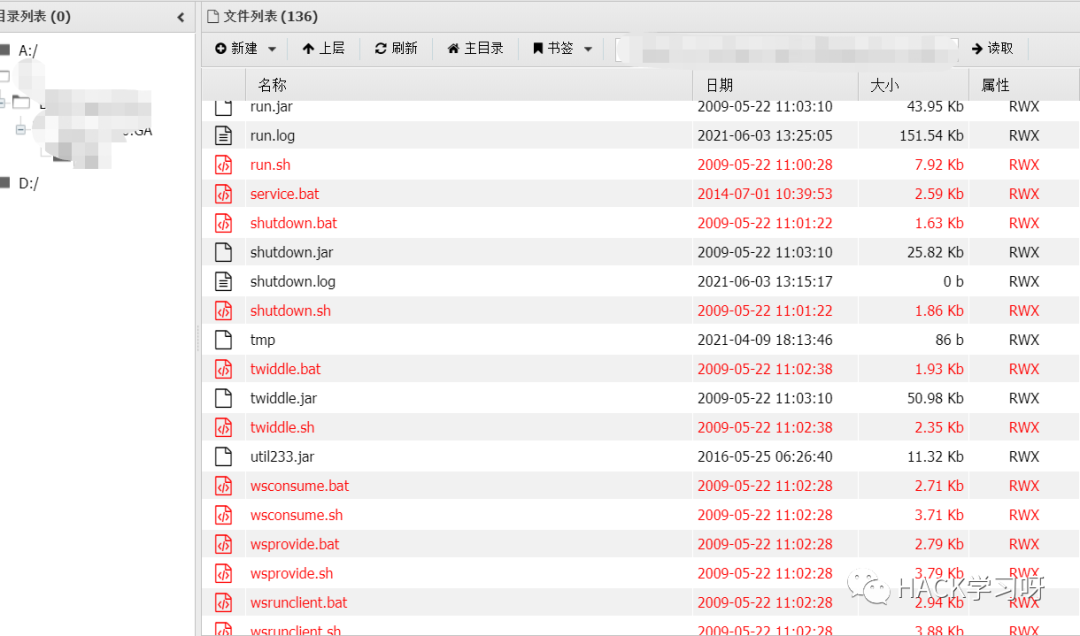 目录列表 (0)
文件列表 (136)
新建 上层 刷新 主目录 书签 读取
A:/
.GA
D:/
名称 日期 大小 属性
run.jar 2009-05-22 11:03:10 43.95 Kb RWX
run.log 2021-06-03 13:25:05 151.54 Kb RWX
run.sh 2009-05-22 11:00:28 7.92 Kb RWX
service.bat 2014-07-01 10:39:53 2.59 Kb RWX
shutdown.bat 2009-05-22 11:01:22 1.63 Kb RWX
shutdown.jar 2009-05-22 11:03:10 25.82 Kb RWX
shutdown.log 2021-06-03 13:15:17 0 b RWX
shutdown.sh 2009-05-22 11:01:22 1.86 Kb RWX
tmp 2021-04-09 18:13:46 86 b RWX
twiddle.bat 2009-05-22 11:02:38 1.93 Kb RWX
twiddle.jar 2009-05-22 11:03:10 50.98 Kb RWX
twiddle.sh 2009-05-22 11:02:38 2.35 Kb RWX
util233.jar 2016-05-25 06:26:40 11.32 Kb RWX
wsconsume.bat 2009-05-22 11:02:28 2.71 Kb RWX
wsconsume.sh 2009-05-22 11:02:28 3.71 Kb RWX
wsprovide.bat 2009-05-22 11:02:28 2.79 Kb RWX
wsprovide.sh 2009-05-22 11:02:28 3.79 Kb RWX
wsrunclient.bat 2009-05-22 11:02:28 2.94 Kb RWX
wsrunclient.sh 2009-05-22 11:02:28 3.88 Kb RWX
HACK学习呀